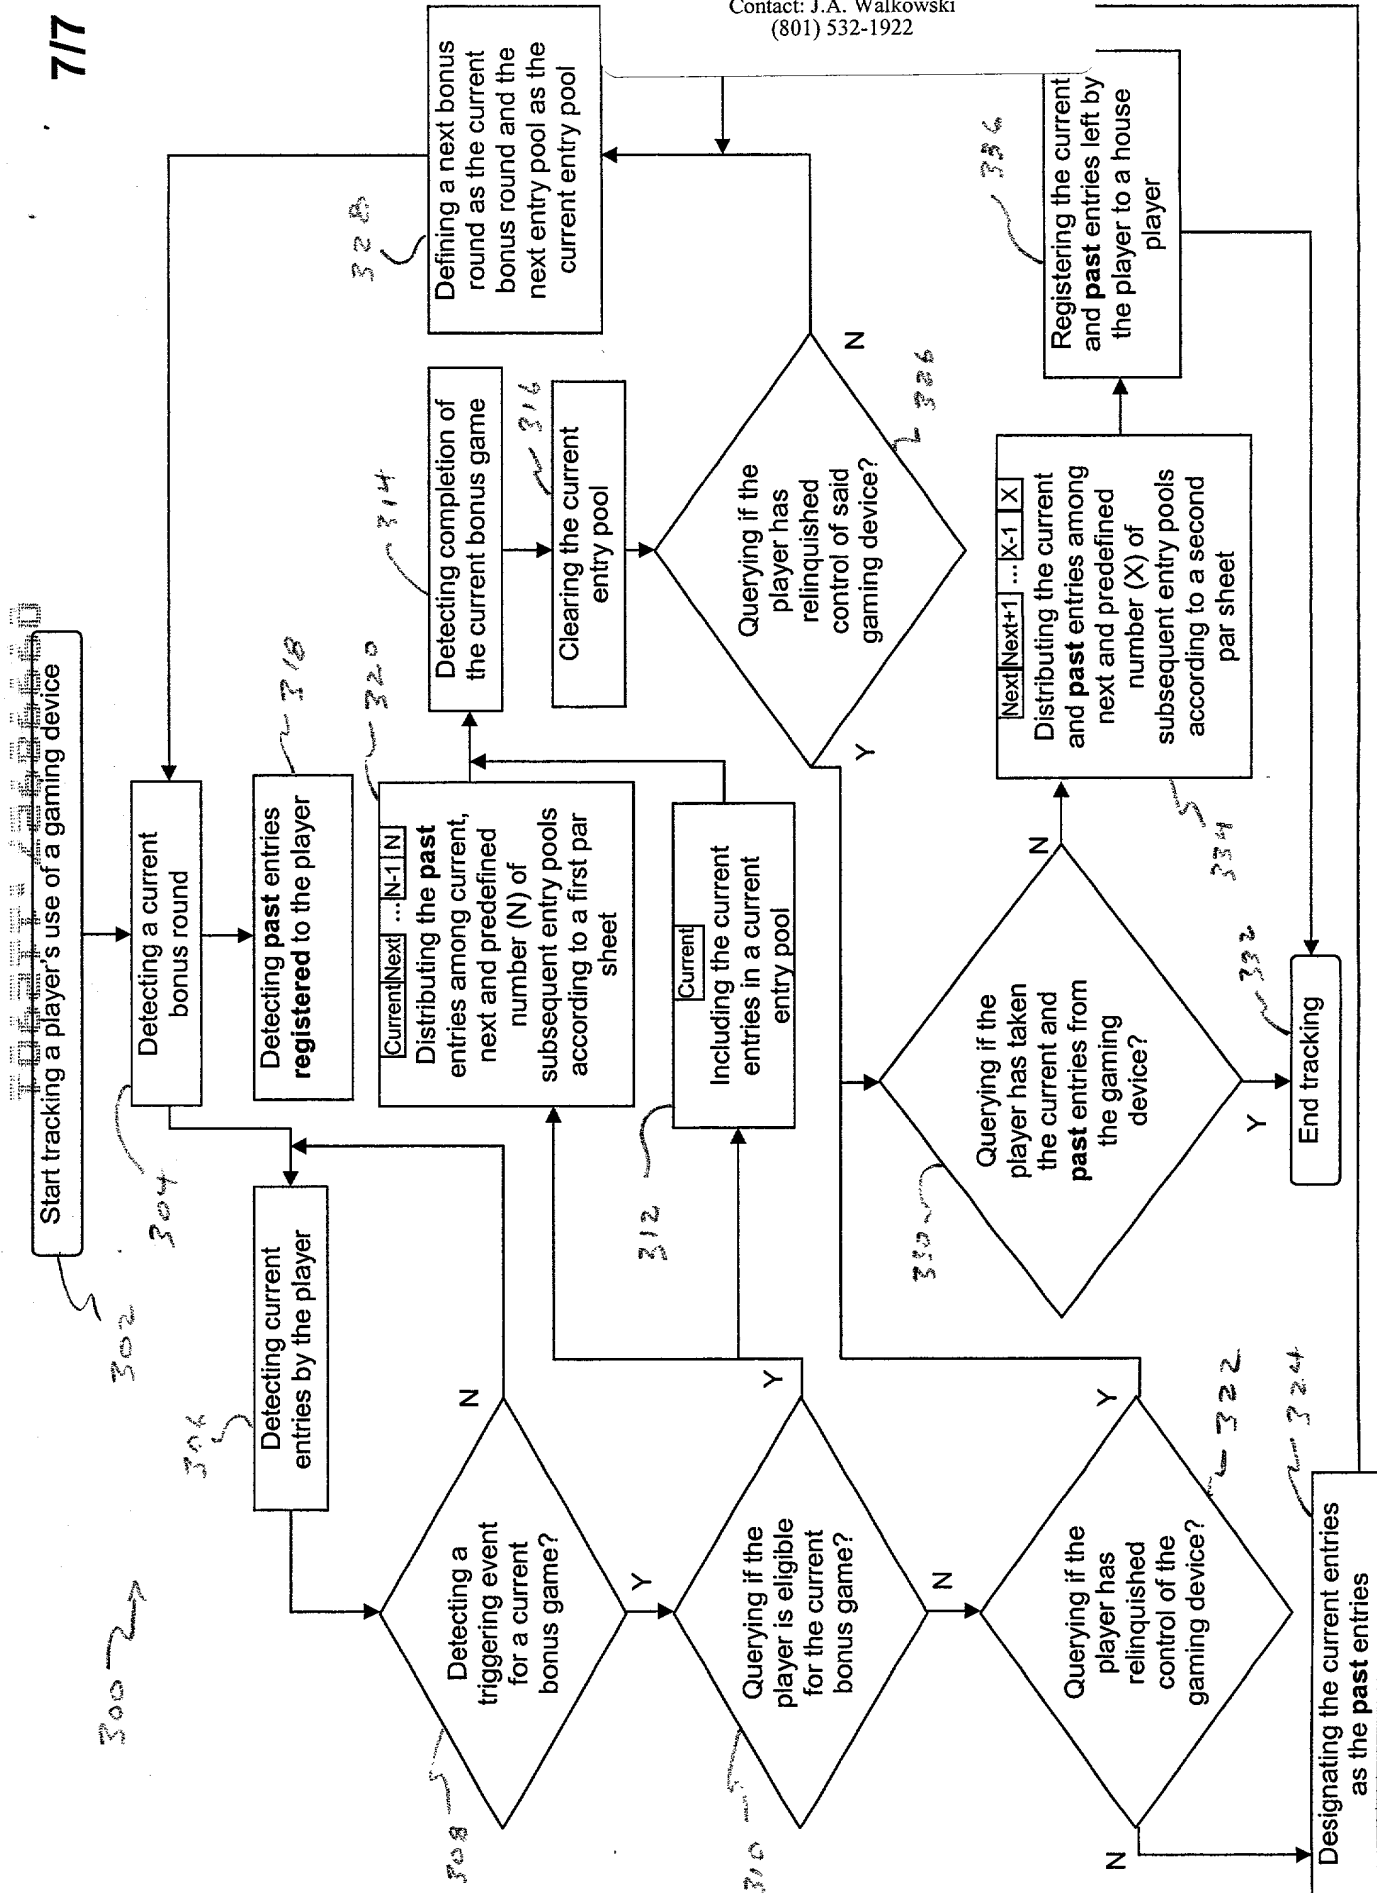 7/7
Contact: J.A. Walkowski
(801) 532-1922
300
302
Start tracking a player's use of a gaming device
304
Detecting a current
bonus round
318
Detecting past entries
registered to the player
306
Detecting current
entries by the player
308
Detecting a
triggering event
for a current
bonus game?
N
Y
310
Querying if the
player is eligible
for the current
bonus game?
Y
N
320
Current Next ... N-1 N
Distributing the past
entries among current,
next and predefined
number (N) of
subsequent entry pools
according to a first par
sheet
312
Current
Including the current
entries in a current
entry pool
314
Detecting completion of
the current bonus game
316
Clearing the current
entry pool
326
Querying if the
player has
relinquished
control of said
gaming device?
N
Y
328
Defining a next bonus
round as the current
bonus round and the
next entry pool as the
current entry pool
322
Querying if the
player has
relinquished
control of the
gaming device?
Y
N
324
Designating the current entries
as the past entries
330
Querying if the
player has taken
the current and
past entries from
the gaming
device?
N
Y
332
End tracking
334
Next Next+1 ... X-1 X
Distributing the current
and past entries among
next and predefined
number (X) of
subsequent entry pools
according to a second
par sheet
336
Registering the current
and past entries left by
the player to a house
player